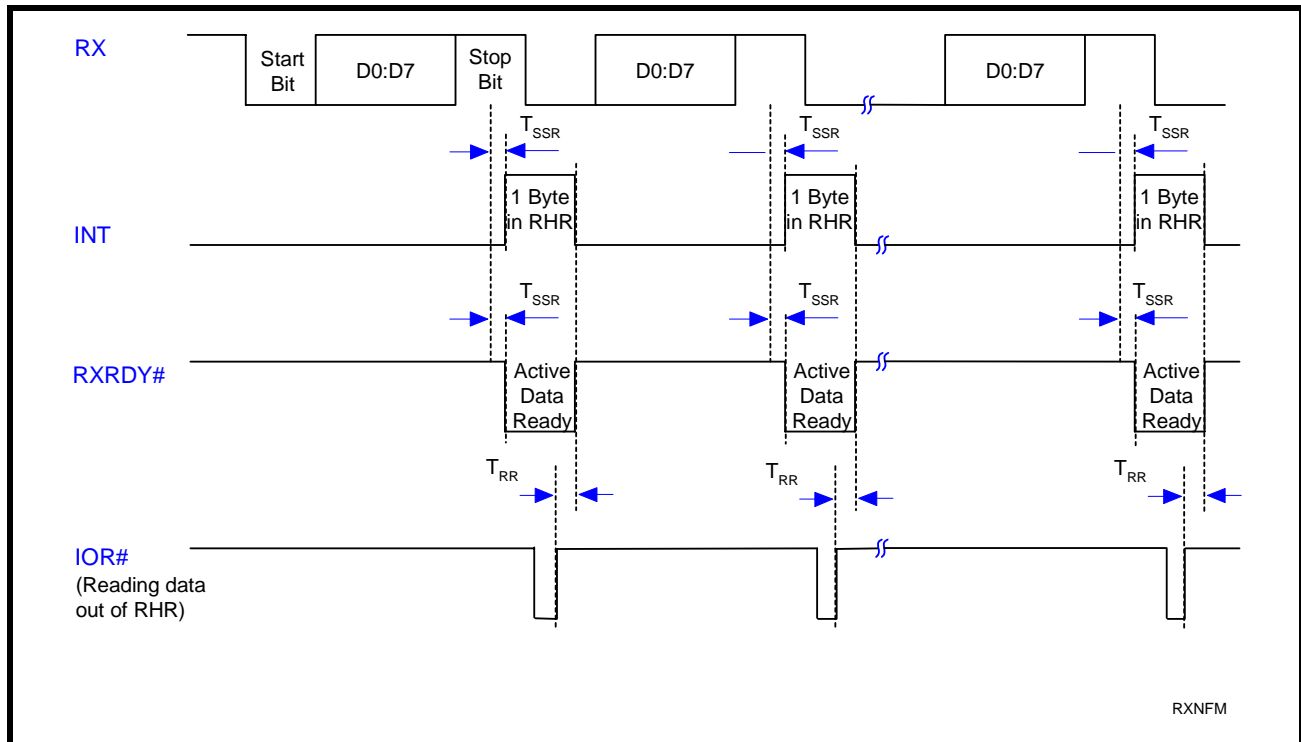 RX
Start
Bit
D0:D7
Stop
Bit
D0:D7
D0:D7
TSSR
TSSR
TSSR
INT
1 Byte
in RHR
1 Byte
in RHR
1 Byte
in RHR
TSSR
TSSR
TSSR
RXRDY#
Active
Data
Ready
Active
Data
Ready
Active
Data
Ready
TRR
TRR
TRR
IOR#
(Reading data
out of RHR)
RXNFM